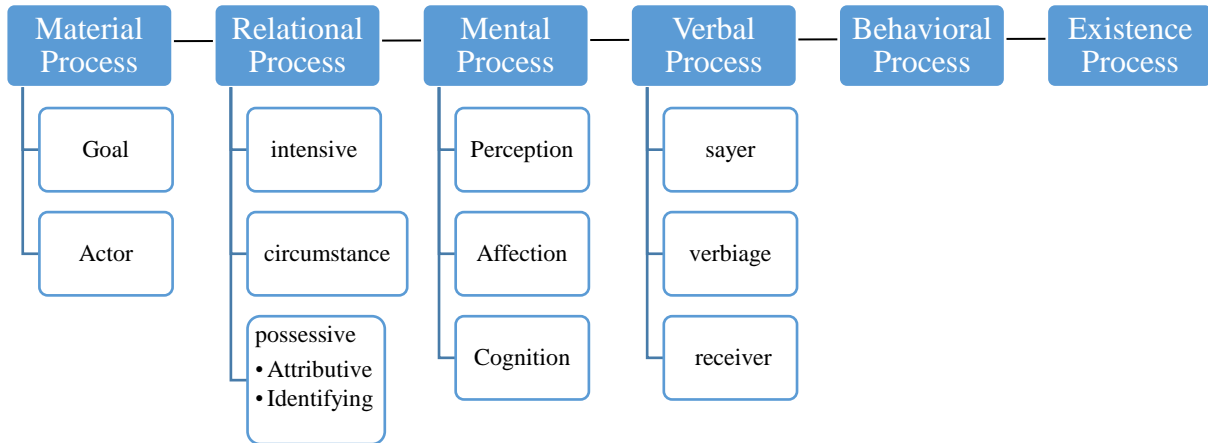 Material
Process
Goal
Actor
Relational
Process
intensive
circumstance
possessive
• Attributive
• Identifying
Mental
Process
Perception
Affection
Cognition
Verbal
Process
sayer
verbiage
receiver
Behavioral
Process
Existence
Process